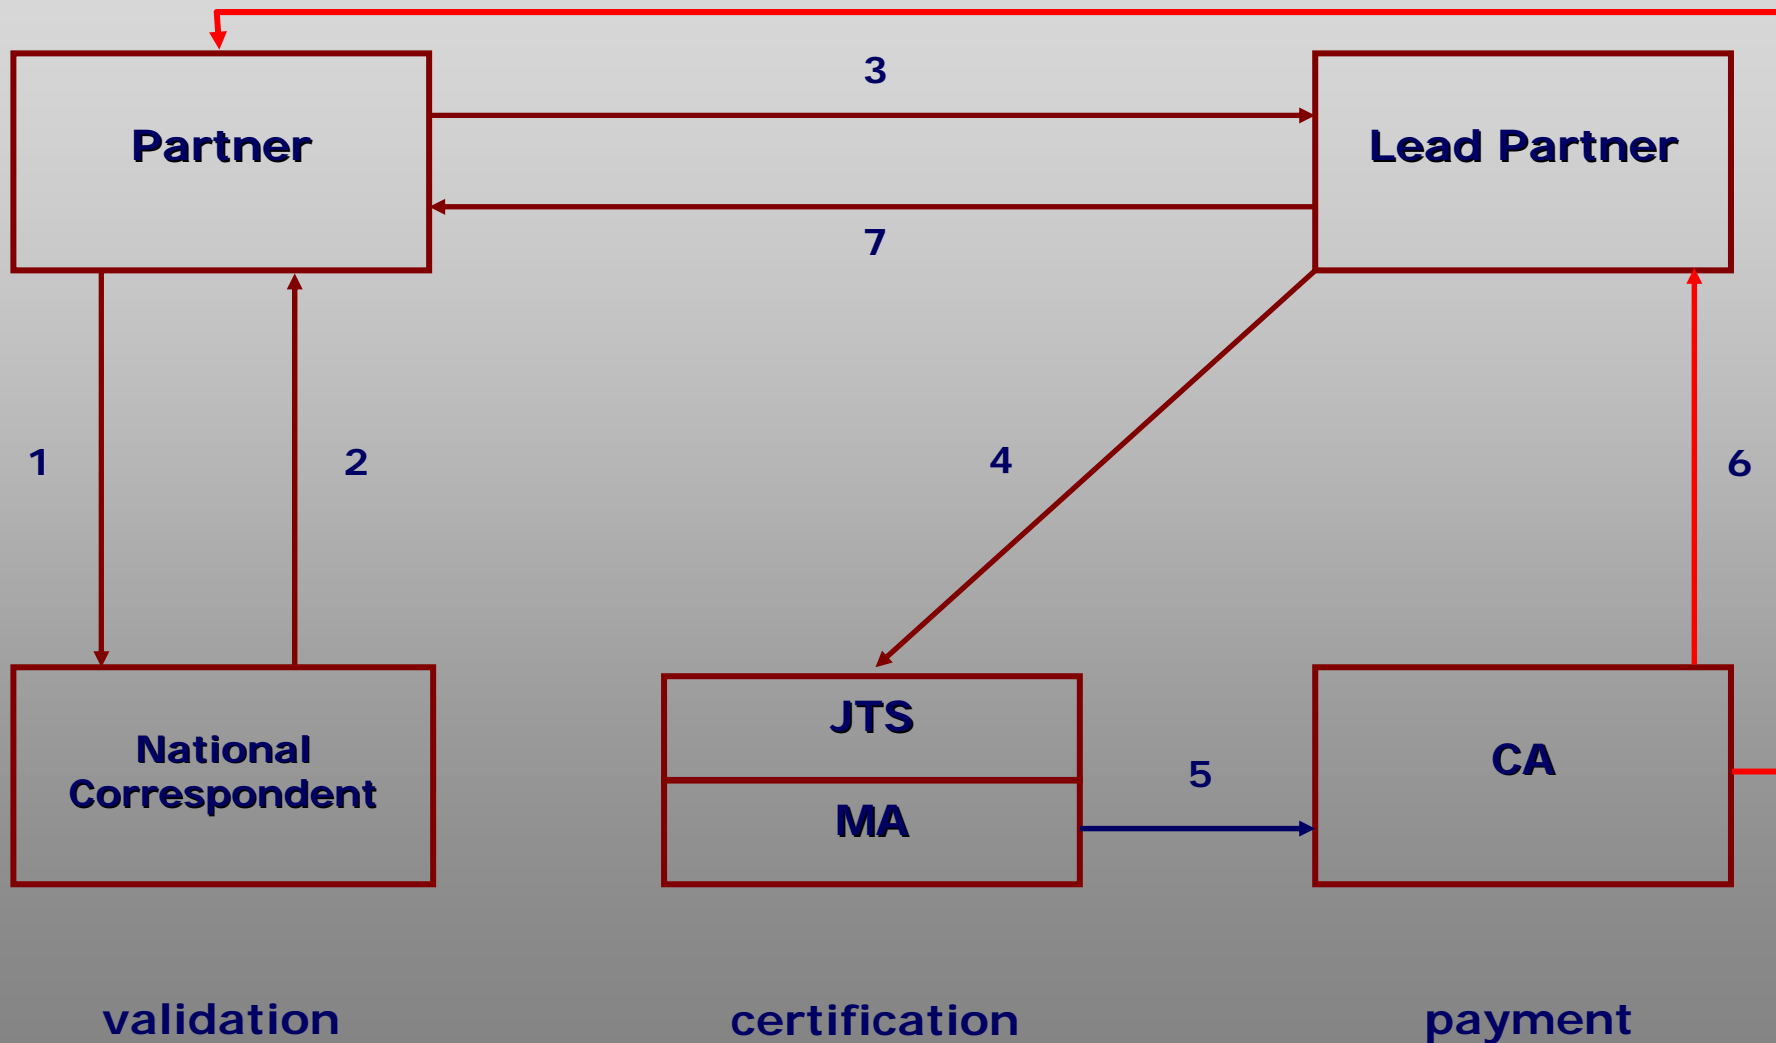 3
Partner
Lead Partner
7
1
2
4
6
JTS
National
Correspondent
CA
5
MA
validation
certification
payment